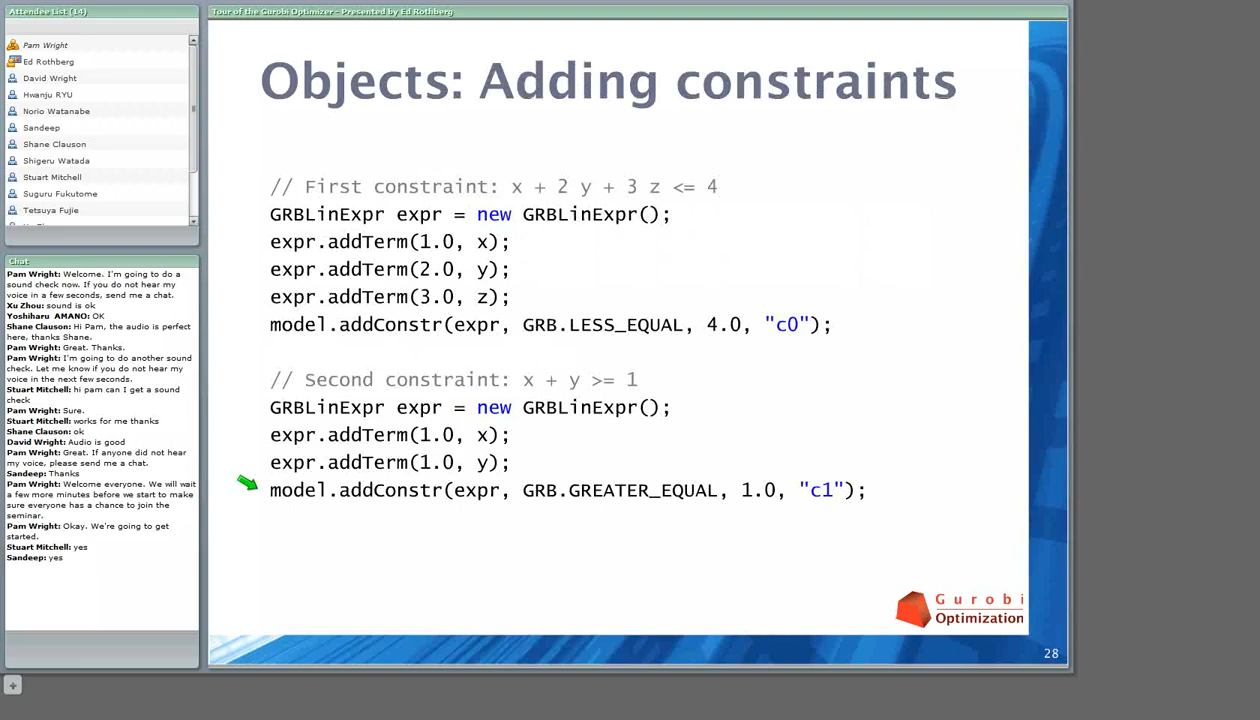 Attendee List (14)
Pam Wright
Ed Rothberg
David Wright
Hwanju RYU
Norio Watanabe
Sandeep
Shane Clauson
Shigeru Watada
Stuart Mitchell
Suguru Fukutome
Tetsuya Fujie
Chat
Pam Wright: Welcome. I'm going to do a
sound check now. If you do not hear my
voice in a few seconds, send me a chat.
Xu Zhou: sound is ok
Yoshiharu AMANO: OK
Shane Clauson: Hi Pam, the audio is perfect
here, thanks Shane.
Pam Wright: Great. Thanks.
Pam Wright: I'm going to do another sound
check. Let me know if you do not hear my
voice in the next few seconds.
Stuart Mitchell: hi pam can I get a sound
check
Pam Wright: Sure.
Stuart Mitchell: works for me thanks
Shane Clauson: ok
David Wright: Audio is good
Pam Wright: Great. If anyone did not hear
my voice, please send me a chat.
Sandeep: Thanks
Pam Wright: Welcome everyone. We will wait
a few more minutes before we start to make
sure everyone has a chance to join the
seminar.
Pam Wright: Okay. We're going to get
started.
Stuart Mitchell: yes
Sandeep: yes
Tour of the Gurobi Optimizer - Presented by Ed Rothberg
Objects: Adding constraints
// First constraint: x + 2 y + 3 z <= 4
GRBLinExpr expr = new GRBLinExpr();
expr.addTerm(1.0, x);
expr.addTerm(2.0, y);
expr.addTerm(3.0, z);
model.addConstr(expr, GRB.LESS_EQUAL, 4.0, "c0");
// Second constraint: x + y >= 1
GRBLinExpr expr = new GRBLinExpr();
expr.addTerm(1.0, x);
expr.addTerm(1.0, y);
model.addConstr(expr, GRB.GREATER_EQUAL, 1.0, "c1");
Gurobi
Optimization
28